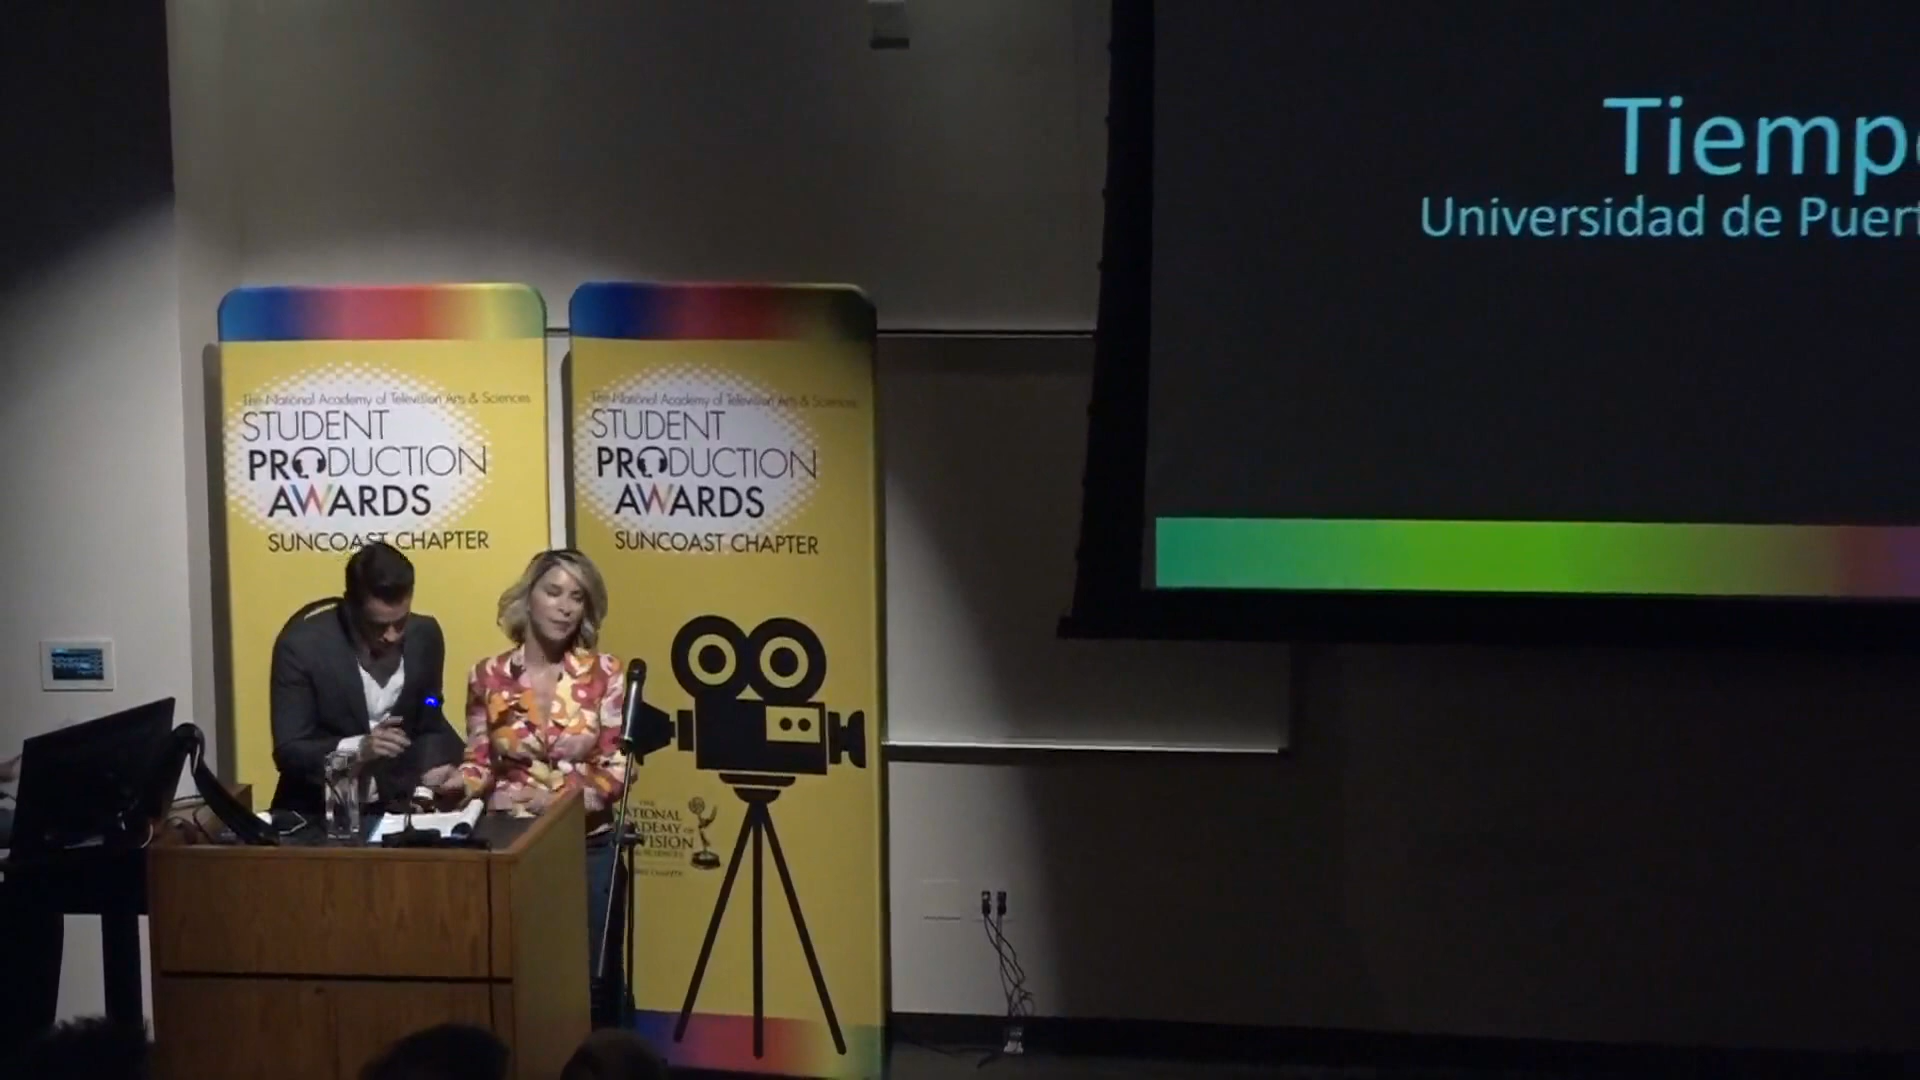 The National Academy of Television Arts & Sciences
STUDENT
PRODUCTION
AWARDS
SUNCOAST CHAPTER
The National Academy of Television Arts & Sciences
STUDENT
PRODUCTION
AWARDS
SUNCOAST CHAPTER
Tiempo
Universidad de Puert